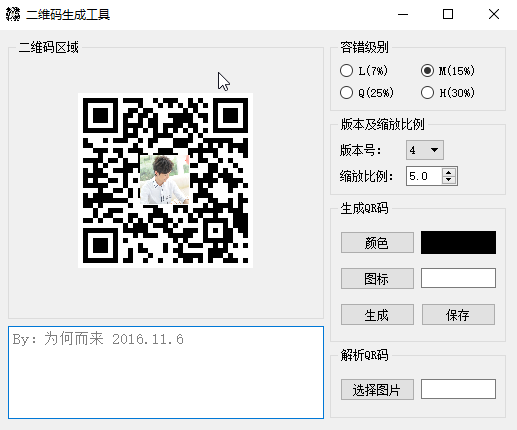 二维码生成工具
二维码区域
By: 为何而来 2016.11.6
容错级别
L(7%) M(15%)
Q(25%) H(30%)
版本及缩放比例
版本号: 4
缩放比例: 5.0
生成QR码
颜色
图标
生成 保存
解析QR码
选择图片